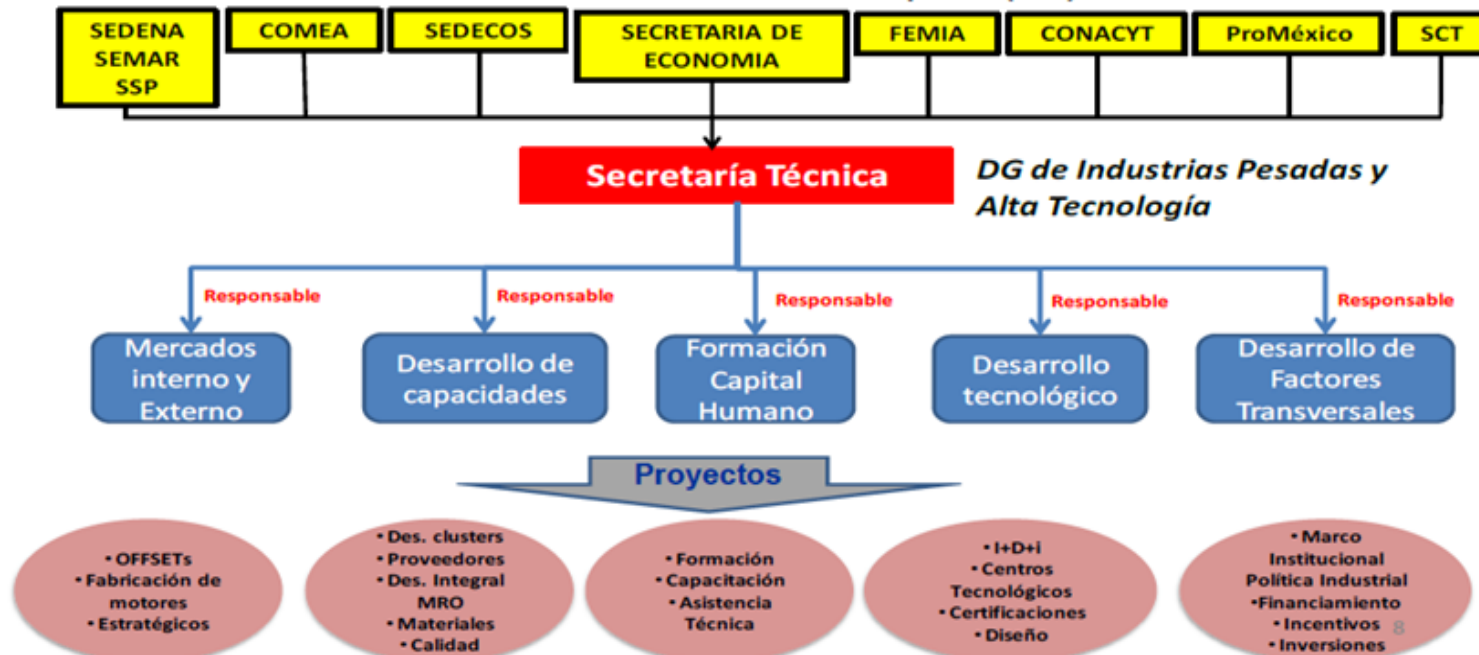 SEDENA
SEMAR
SSP
COMEA
SEDECOS
SECRETARIA DE
ECONOMIA
FEMIA
CONACYT
ProMéxico
SCT
Secretaría Técnica
DG de Industrias Pesadas y
Alta Tecnología
Responsable
Responsable
Responsable
Responsable
Responsable
Mercados
interno y
Externo
Desarrollo de
capacidades
Formación
Capital
Humano
Desarrollo
tecnológico
Desarrollo de
Factores
Transversales
Proyectos
• OFFSETs
• Fabricación de
motores
• Estratégicos
• Des. clusters
• Proveedores
• Des. Integral
MRO
• Materiales
• Calidad
• Formación
• Capacitación
• Asistencia
Técnica
• I+D+i
• Centros
Tecnológicos
• Certificaciones
• Diseño
• Marco
Institucional
Política Industrial
•Financiamiento
• Incentivos
• Inversiones
8